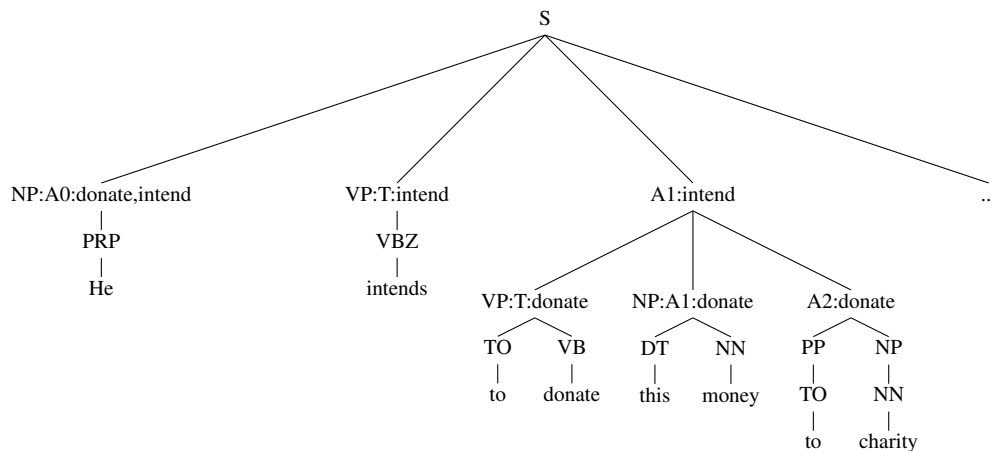 S
NP:A0:donate,intend VP:T:intend A1:intend ..
PRP VBZ
He intends
VP:T:donate NP:A1:donate A2:donate
TO VB DT NN PP NP
to donate this money TO NN
to charity